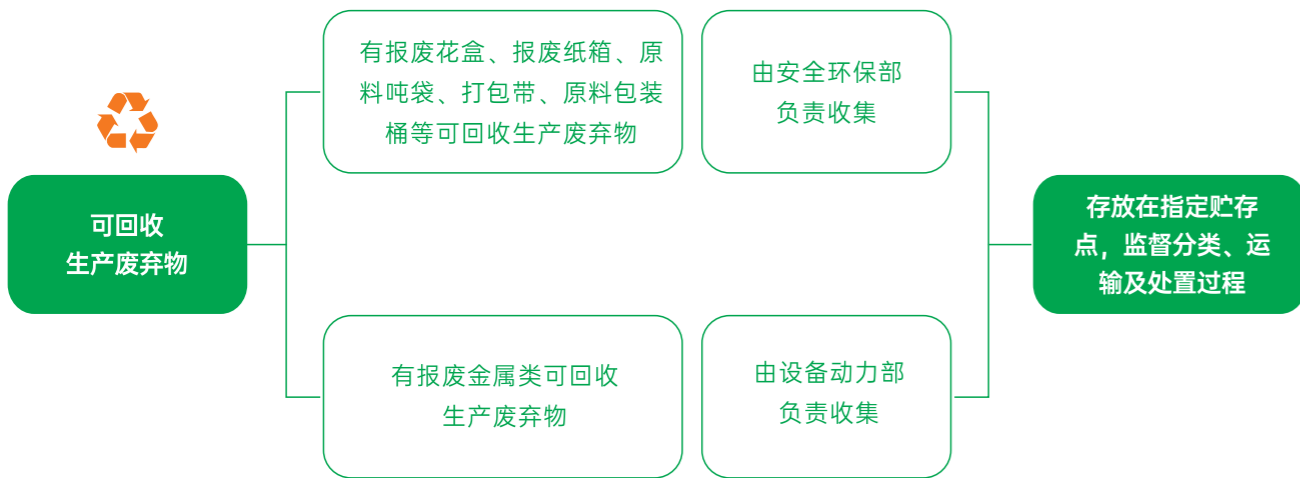 可回收
生产废弃物
有报废花盒、报废纸箱、原
料吨袋、打包带、原料包装
桶等可回收生产废弃物
由安全环保部
负责收集
有报废金属类可回收
生产废弃物
由设备动力部
负责收集
存放在指定贮存
点，监督分类、运
输及处置过程